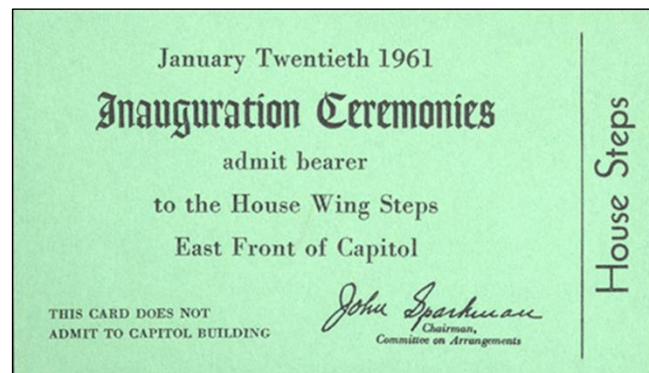 January Twentieth 1961
Inauguration Ceremonies
admit bearer
to the House Wing Steps
East Front of Capitol
THIS CARD DOES NOT
ADMIT TO CAPITOL BUILDING
John Sparkman
Chairman,
Committee on Arrangements
House Steps